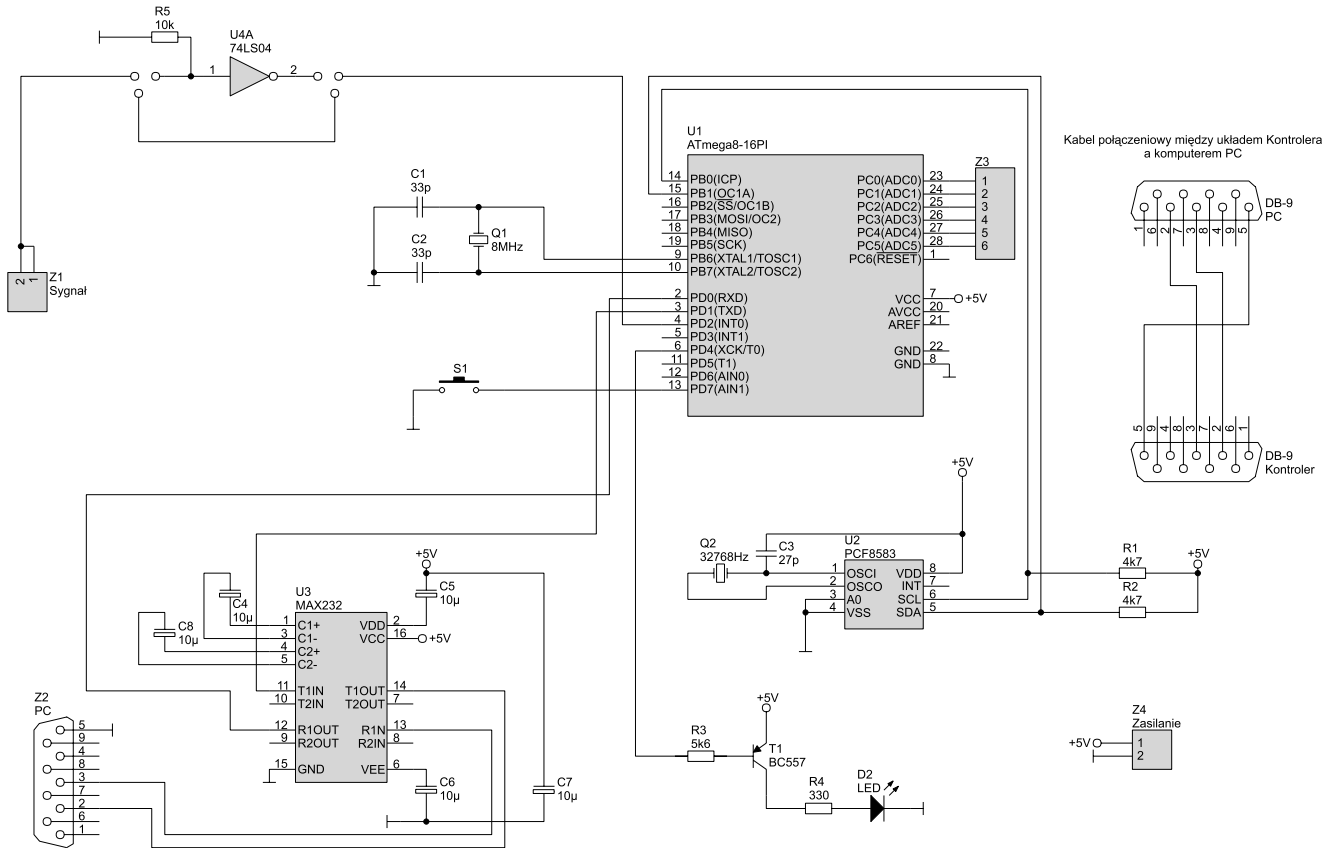 R5
10k
U4A
74LS04
1
2
U1
ATmega8-16PI
Kabel połączeniowy między układem Kontrolera
a komputerem PC
C1
33p
Q1
8MHz
C2
33p
14 PB0(ICP)
15 PB1(OC1A)
16 PB2(SS/OC1B)
17 PB3(MOSI/OC2)
18 PB4(MISO)
19 PB5(SCK)
9 PB6(XTAL1/TOSC1)
10 PB7(XTAL2/TOSC2)
2 PD0(RXD)
3 PD1(TXD)
4 PD2(INT0)
5 PD3(INT1)
6 PD4(XCK/T0)
11 PD5(T1)
12 PD6(AIN0)
13 PD7(AIN1)
PC0(ADC0) 23
PC1(ADC1) 24
PC2(ADC2) 25
PC3(ADC3) 26
PC4(ADC4) 27
PC5(ADC5) 28
PC6(RESET) 1
VCC 7 +5V
AVCC 20
AREF 21
GND 22
GND 8
Z3
1
2
3
4
5
6
DB-9
PC
1 6 2 7 3 8 4 9 5
5 9 4 8 3 7 2 6 1
DB-9
Kontroler
2 1
Z1
Sygnał
S1
+5V
Q2
32768Hz
C3
27p
U2
PCF8583
1 OSCI
2 OSCO
3 A0
4 VSS
VDD 8
INT 7
SCL 6
SDA 5
R1
4k7
R2
4k7
+5V
+5V
C5
10µ
C4
10µ
C8
10µ
U3
MAX232
1 C1+
3 C1-
4 C2+
5 C2-
11 T1IN
10 T2IN
12 R1OUT
9 R2OUT
15 GND
VDD 2
VCC 16 +5V
T1OUT 14
T2OUT 7
R1N 13
R2IN 8
VEE 6
C6
10µ
C7
10µ
Z2
PC
5
9
4
8
3
7
2
6
1
+5V
R3
5k6
T1
BC557
R4
330
D2
LED
Z4
Zasilanie
+5V 1
2